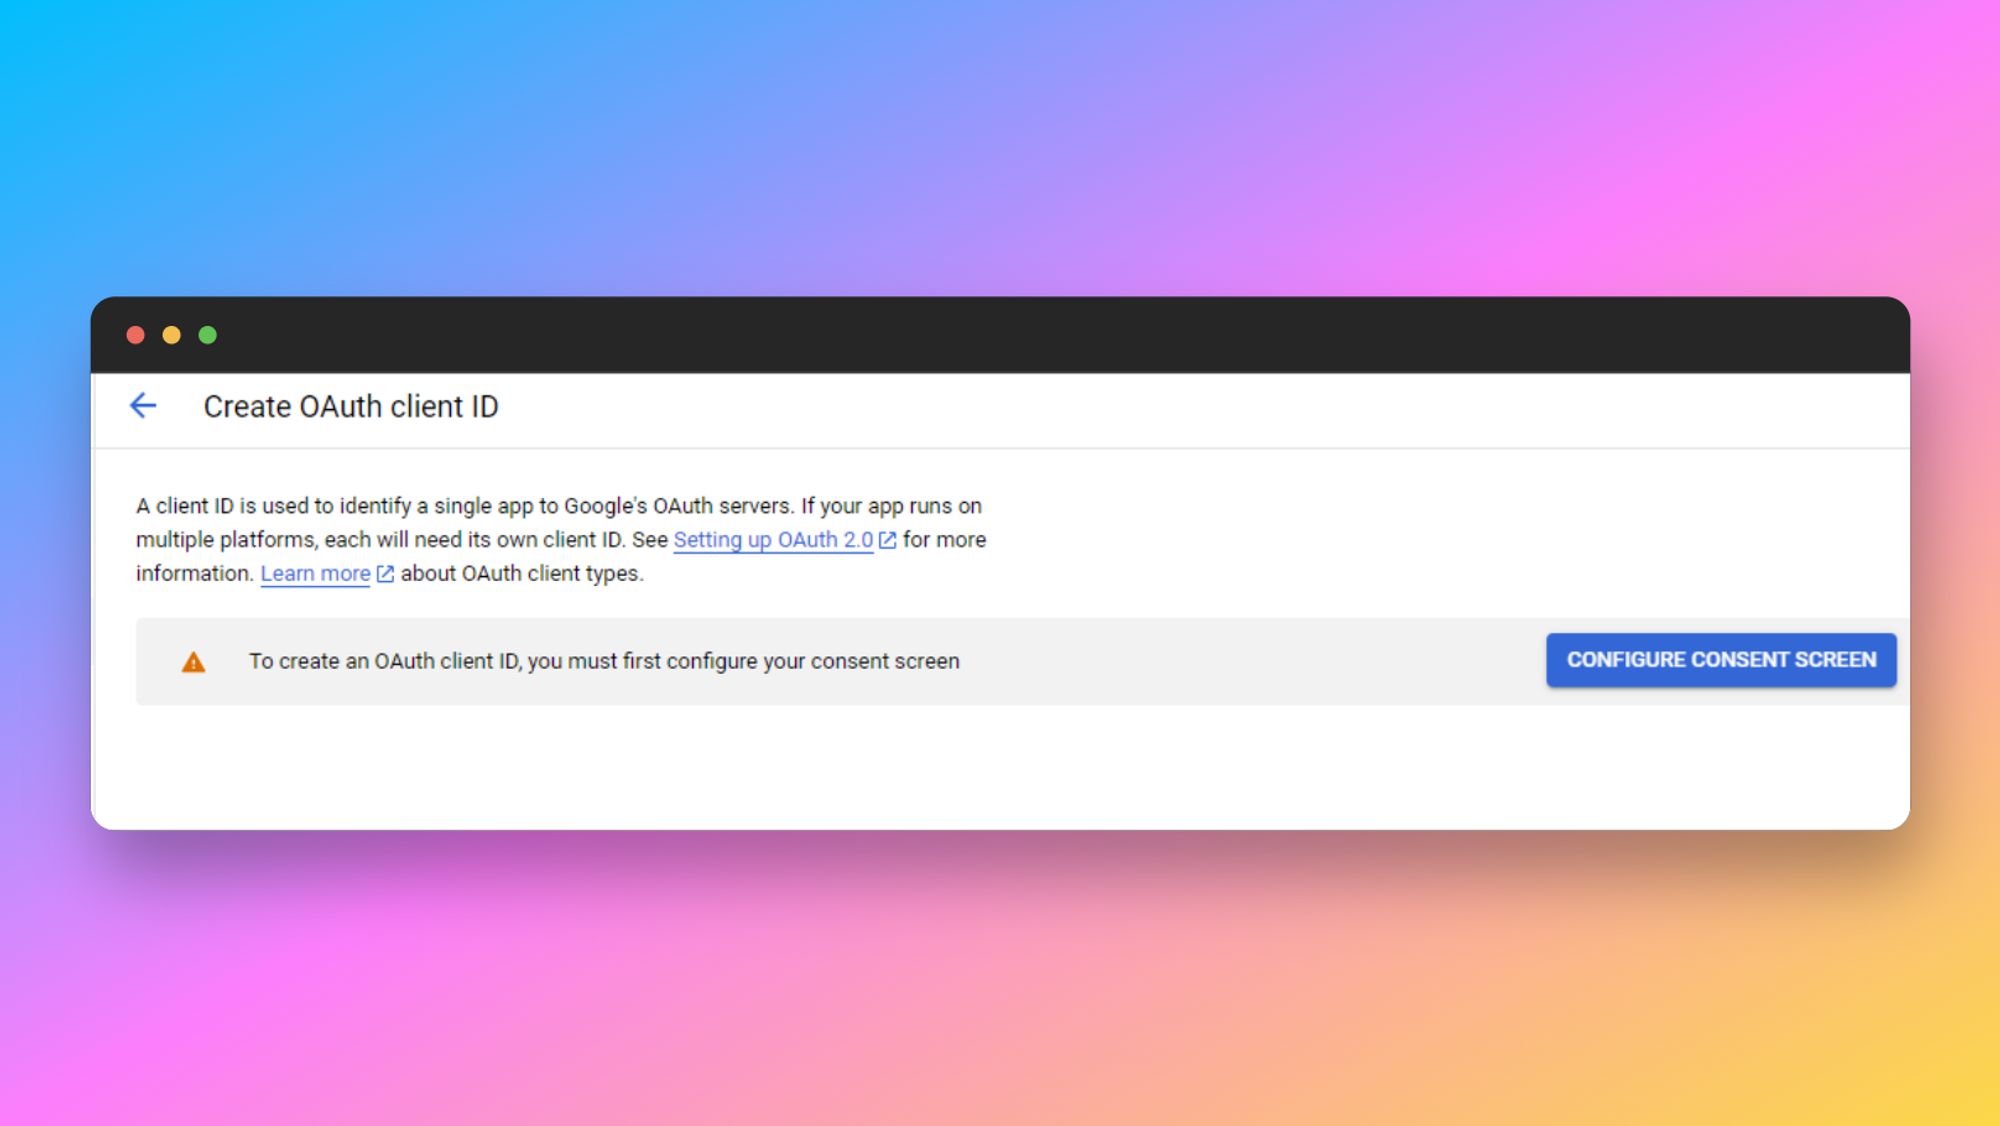 Create OAuth client ID
A client ID is used to identify a single app to Google's OAuth servers. If your app runs on
multiple platforms, each will need its own client ID. See Setting up OAuth 2.0 for more
information. Learn more about OAuth client types.
To create an OAuth client ID, you must first configure your consent screen
CONFIGURE CONSENT SCREEN